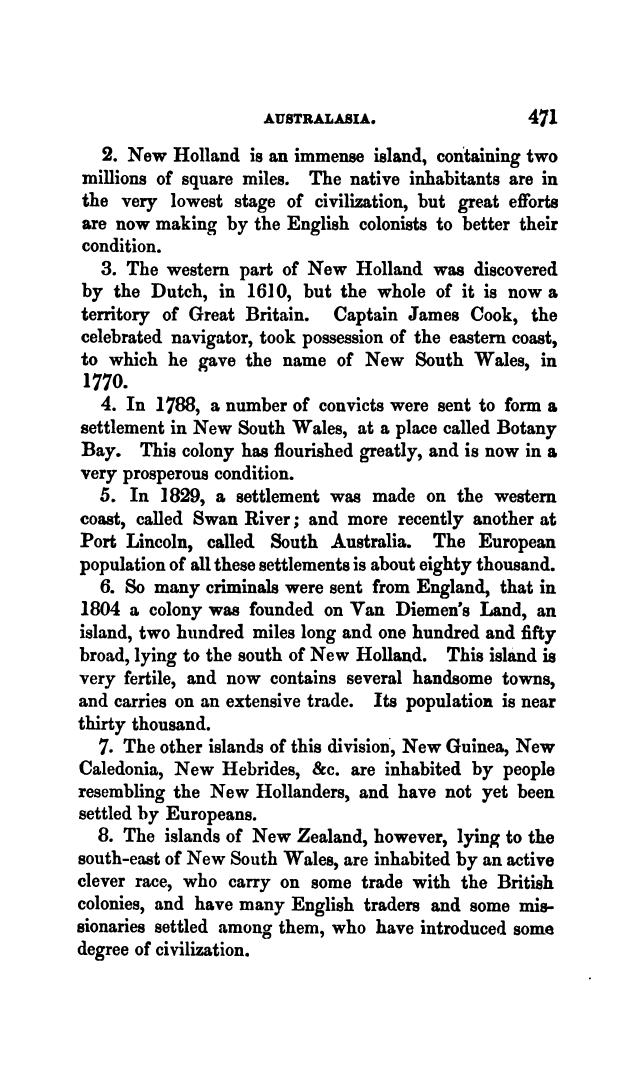 AUSTRALASIA. 471
2. New Holland is an immense island, containing two
millions of square miles. The native inhabitants are in
the very lowest stage of civilization, but great efforts
are now making by the English colonists to better their
condition.
3. The western part of New Holland was discovered
by the Dutch, in 1610, but the whole of it is now a
territory of Great Britain. Captain James Cook, the
celebrated navigator, took possession of the eastern coast,
to which he gave the name of New South Wales, in
1770.
4. In 1788, a number of convicts were sent to form a
settlement in New South Wales, at a place called Botany
Bay. This colony has flourished greatly, and is now in a
very prosperous condition.
5. In 1829, a settlement was made on the western
coast, called Swan River; and more recently another at
Port Lincoln, called South Australia. The European
population of all these settlements is about eighty thousand.
6. So many criminals were sent from England, that in
1804 a colony was founded on Van Diemen's Land, an
island, two hundred miles long and one hundred and fifty
broad, lying to the south of New Holland. This island is
very fertile, and now contains several handsome towns,
and carries on an extensive trade. Its population is near
thirty thousand.
7. The other islands of this division, New Guinea, New
Caledonia, New Hebrides, &c. are inhabited by people
resembling the New Hollanders, and have not yet been
settled by Europeans.
8. The islands of New Zealand, however, lying to the
south-east of New South Wales, are inhabited by an active
clever race, who carry on some trade with the British
colonies, and have many English traders and some mis-
sionaries settled among them, who have introduced some
degree of civilization.